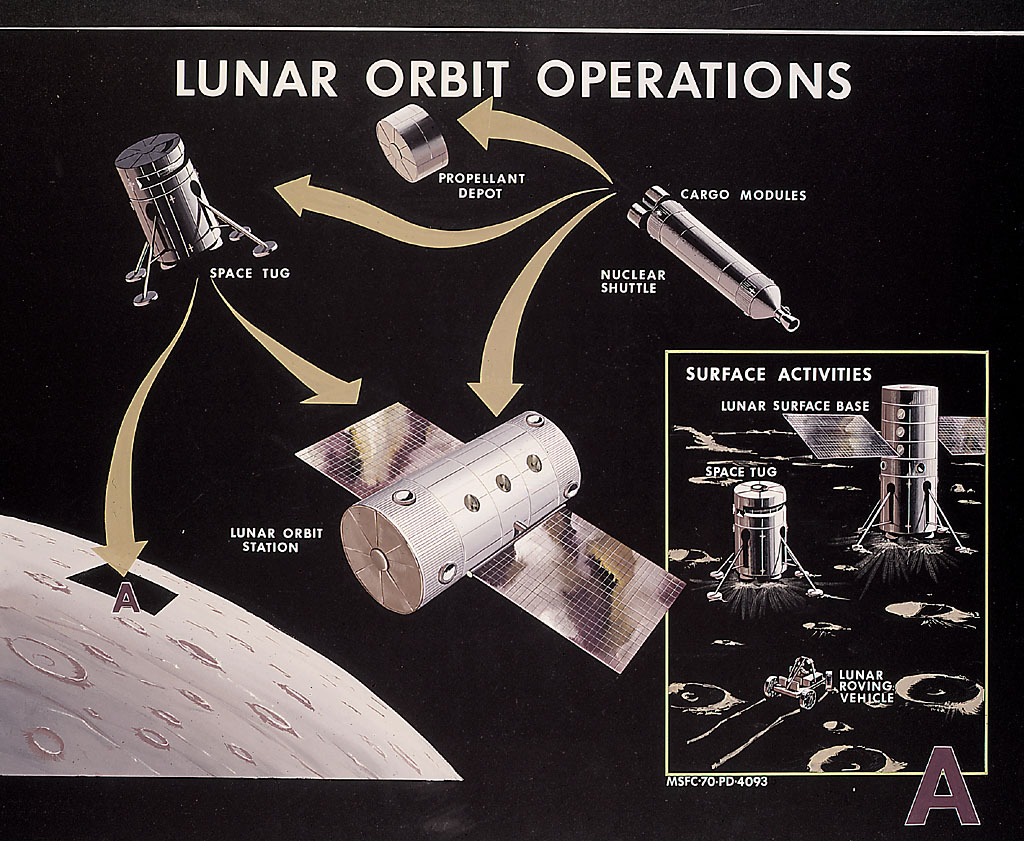 LUNAR ORBIT OPERATIONS
PROPELLANT
DEPOT
CARGO MODULES
SPACE TUG
NUCLEAR
SHUTTLE
LUNAR ORBIT
STATION
A
SURFACE ACTIVITIES
LUNAR SURFACE BASE
SPACE TUG
LUNAR
ROVING
VEHICLE
MSFC-70-PD-4093
A